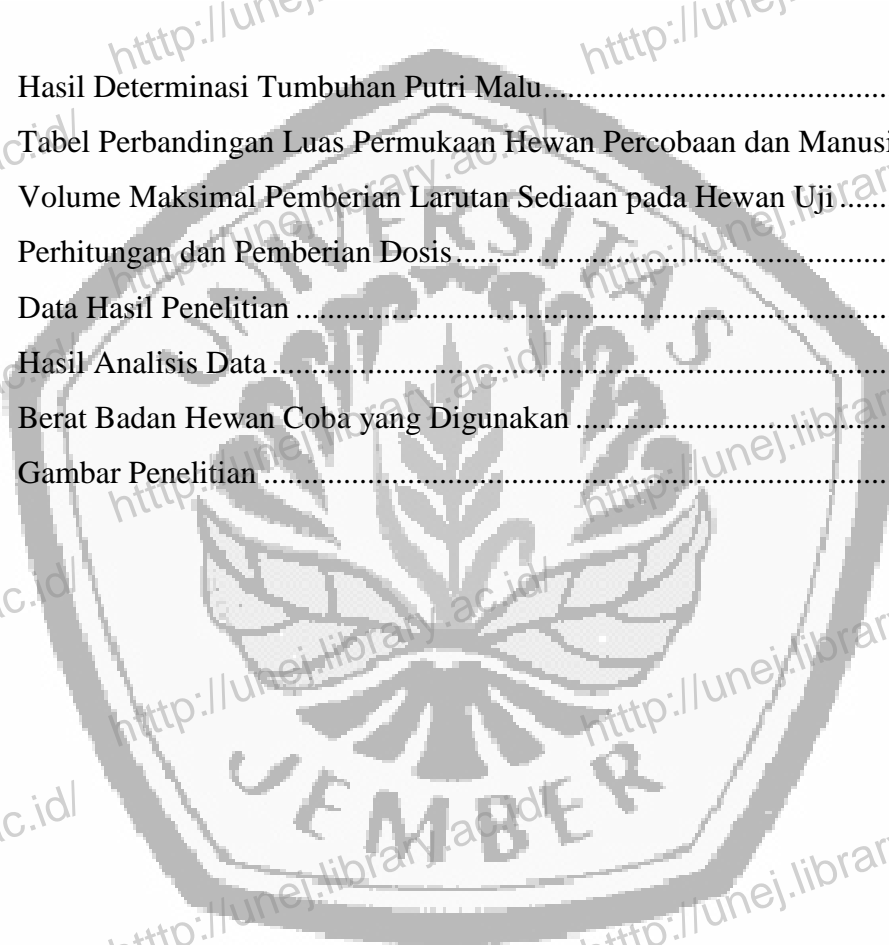 Hasil Determinasi Tumbuhan Putri Malu................................................
Tabel Perbandingan Luas Permukaan Hewan Percobaan dan
Volume Maksimal Pemberian Larutan Sediaan pada Hewan Uji......
Perhitungan dan Pemberian Dosis............................................................
Data Hasil Penelitian.................................................................................
Hasil Analisis Data....................................................................................
Berat Badan Hewan Coba yang Digunakan...........................................
Gambar Penelitian.....................................................................................
UNIVERSITAS
JEMBER